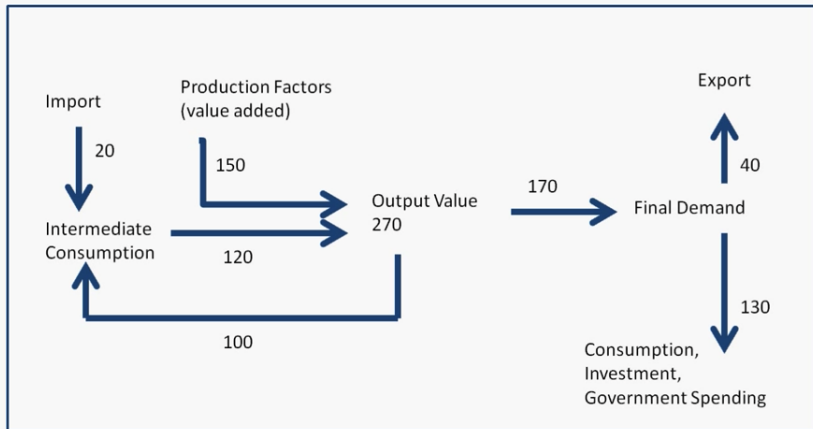 Import
20
Intermediate
Consumption
Production Factors
(value added)
150
120
100
Output Value
270
170
Final Demand
Export
40
130
Consumption,
Investment,
Government Spending